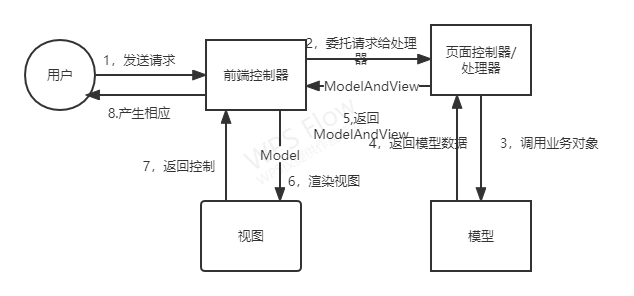 1，发送请求
2，委托请求给处理
器
页面控制器/
处理器
用户
前端控制器
ModelAndView
8.产生相应
5,返回
ModelAndView
4，返回模型数据
3，调用业务对象
Model
7，返回控制
6，渲染视图
视图
模型
WPS Flow